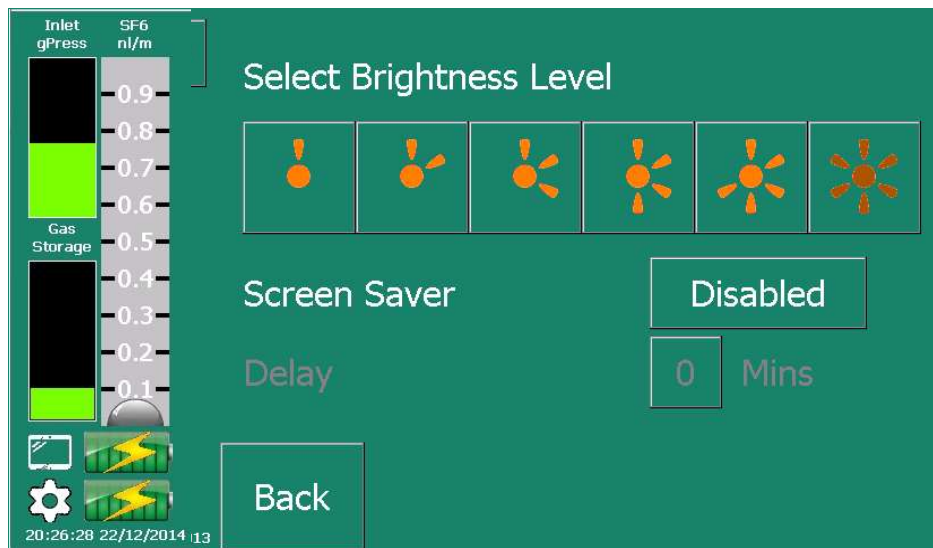 Inlet
gPress
SF6
nl/m
0.9
0.8
0.7
0.6
0.5
0.4
0.3
0.2
0.1
Gas
Storage
20:26:28 22/12/2014
13
Select Brightness Level
Screen Saver
Disabled
Delay
0
Mins
Back